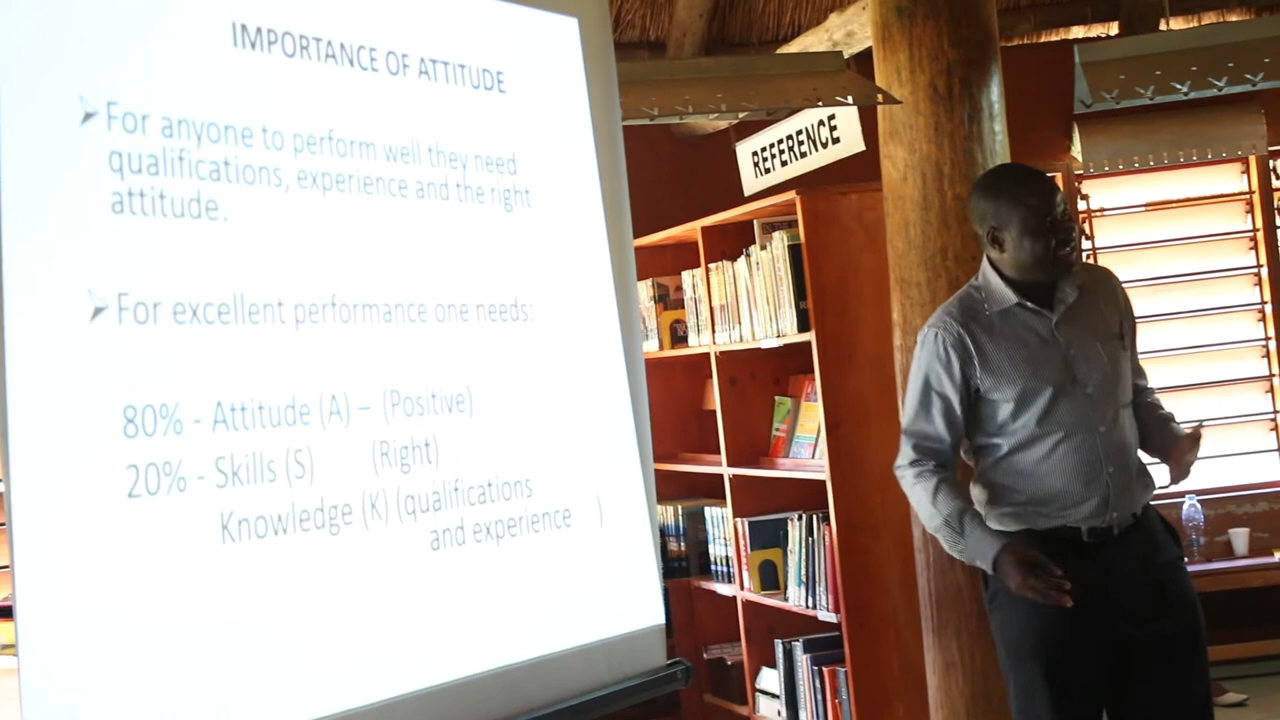 IMPORTANCE OF ATTITUDE
➢ For anyone to perform well they need
qualifications, experience and the right
attitude.
➢ For excellent performance one needs:
80% - Attitude (A) – (Positive)
20% - Skills (S) (Right)
Knowledge (K) (qualifications
and experience )
REFERENCE